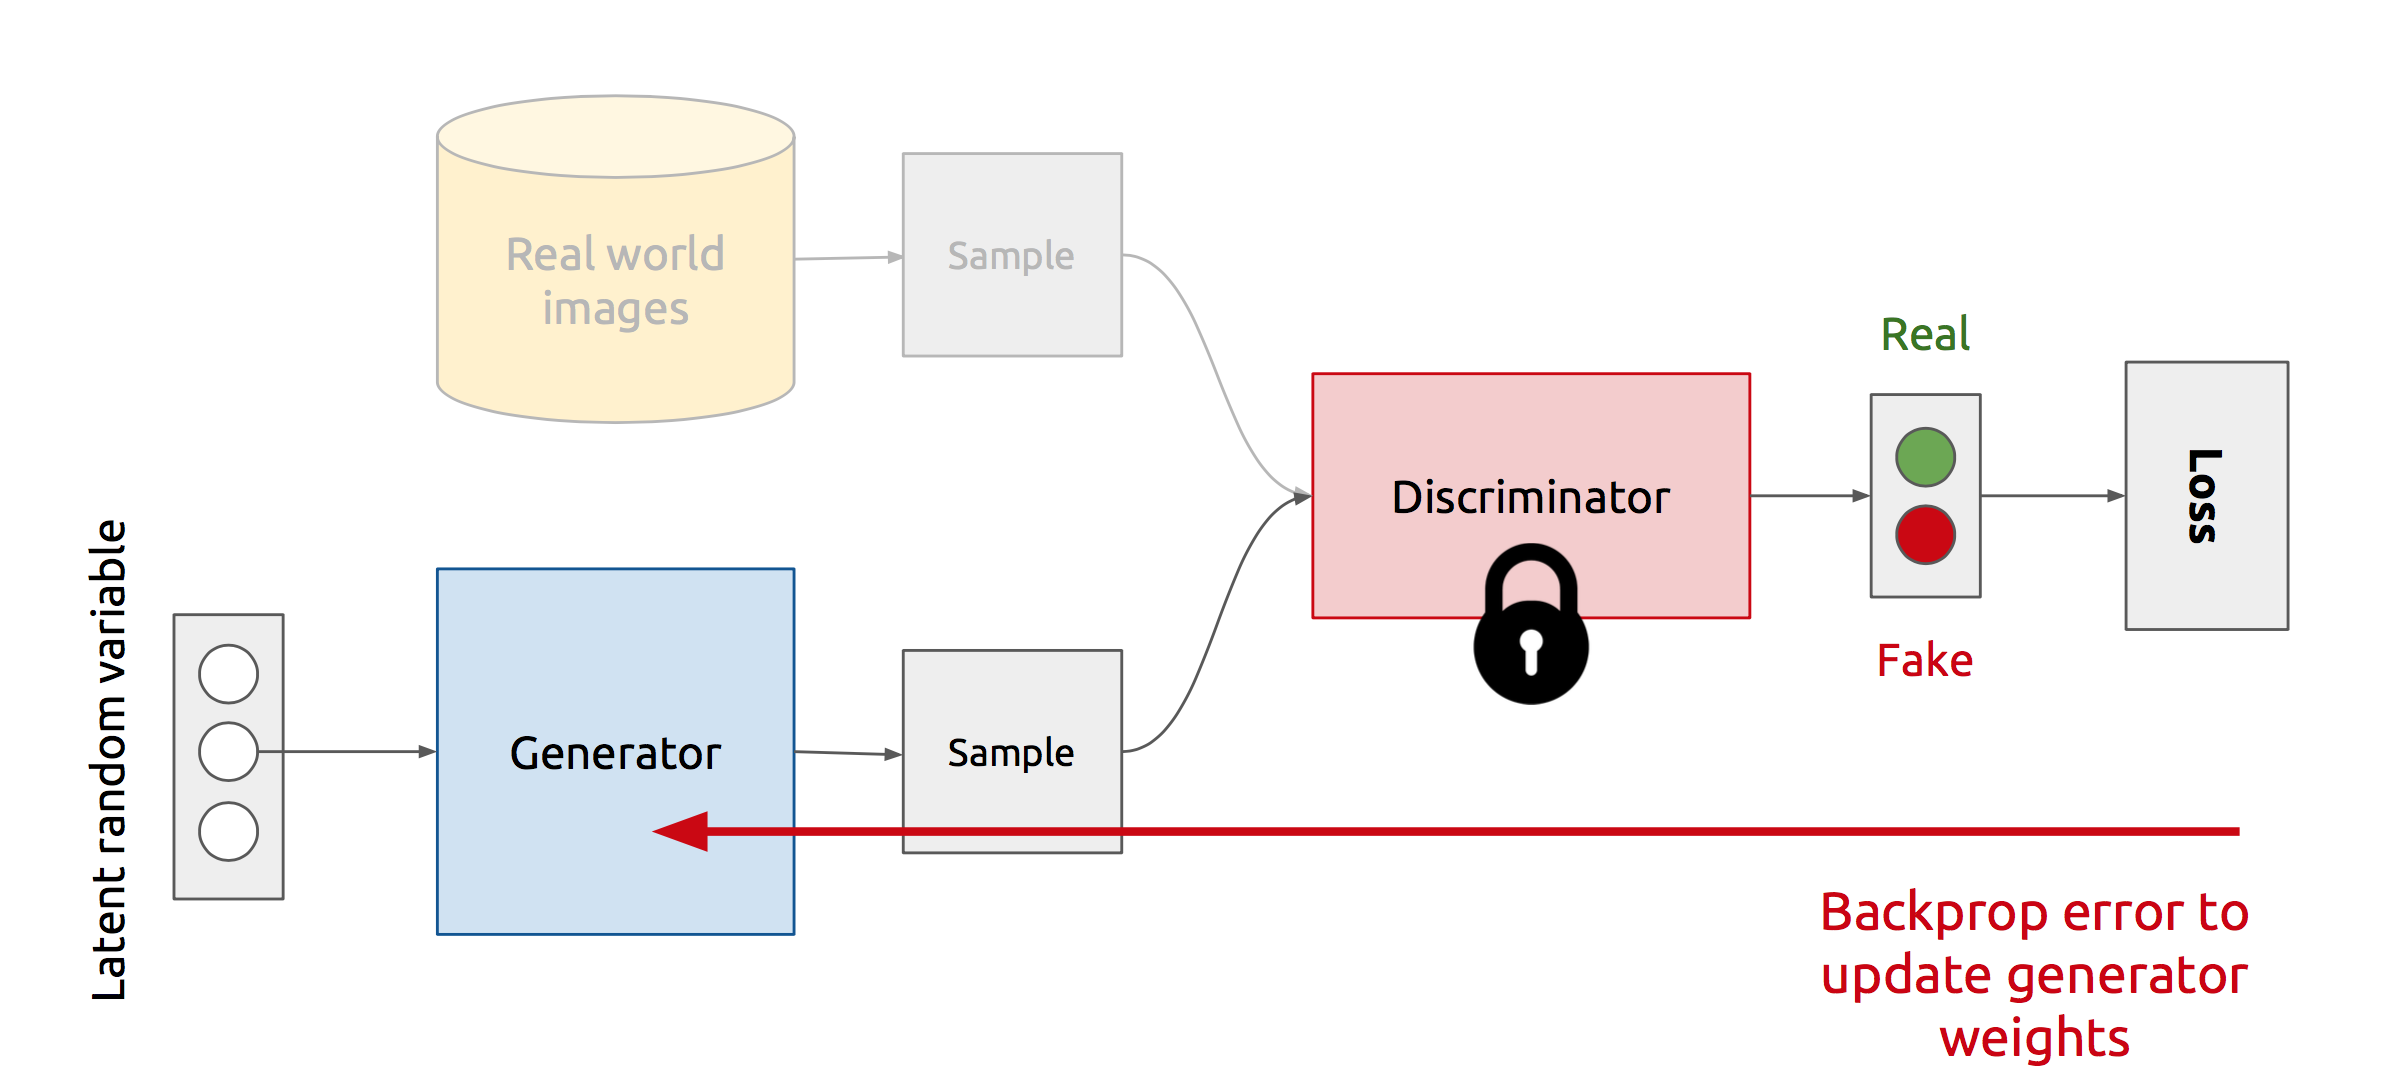 Real world
images
Sample
Real
Discriminator
Loss
Fake
Latent random variable
Generator
Sample
Backprop error to
update generator
weights